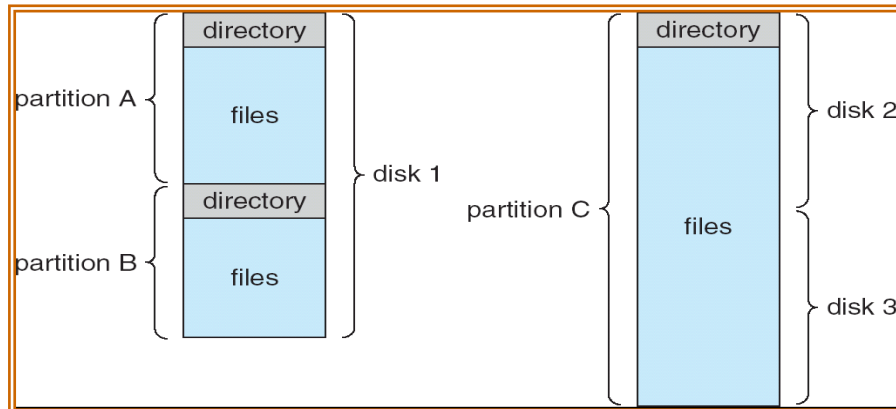 directory
partition A
files
disk 1
directory
partition B
files
directory
disk 2
partition C
files
disk 3